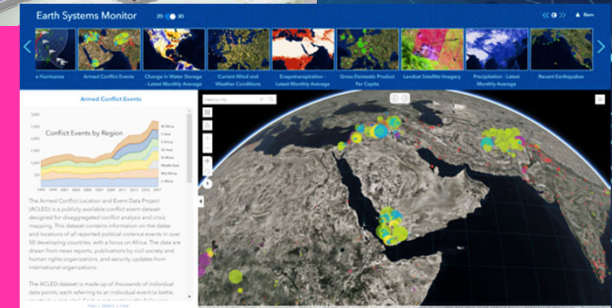 Earth Systems Monitor
2D 3D
Hurricanes
Armed Conflict Events
Change in Water Storage
- Latest Monthly Average
Current Wind and
Weather Conditions
Evapotranspiration -
Latest Monthly Average
Gross Domestic Product
Per Capita
Landsat Satellite Imagery
Precipitation - Latest
Monthly Average
Recent Earthquakes
Armed Conflict Events
Conflict Events by Region
The Armed Conflict Location and Event Data Project
(ACLED) is a publicly available conflict event dataset
designed for disaggregated conflict analysis and crisis
mapping. This dataset contains information on the dates
and locations of all reported political violence events in over
50 developing countries, with a focus on Africa. The data are
drawn from news reports, publications by civil society and
human rights organisations, and security updates from
international organizations.
The ACLED dataset is made up of thousands of individual
data points, each referring to an individual event (a battle,